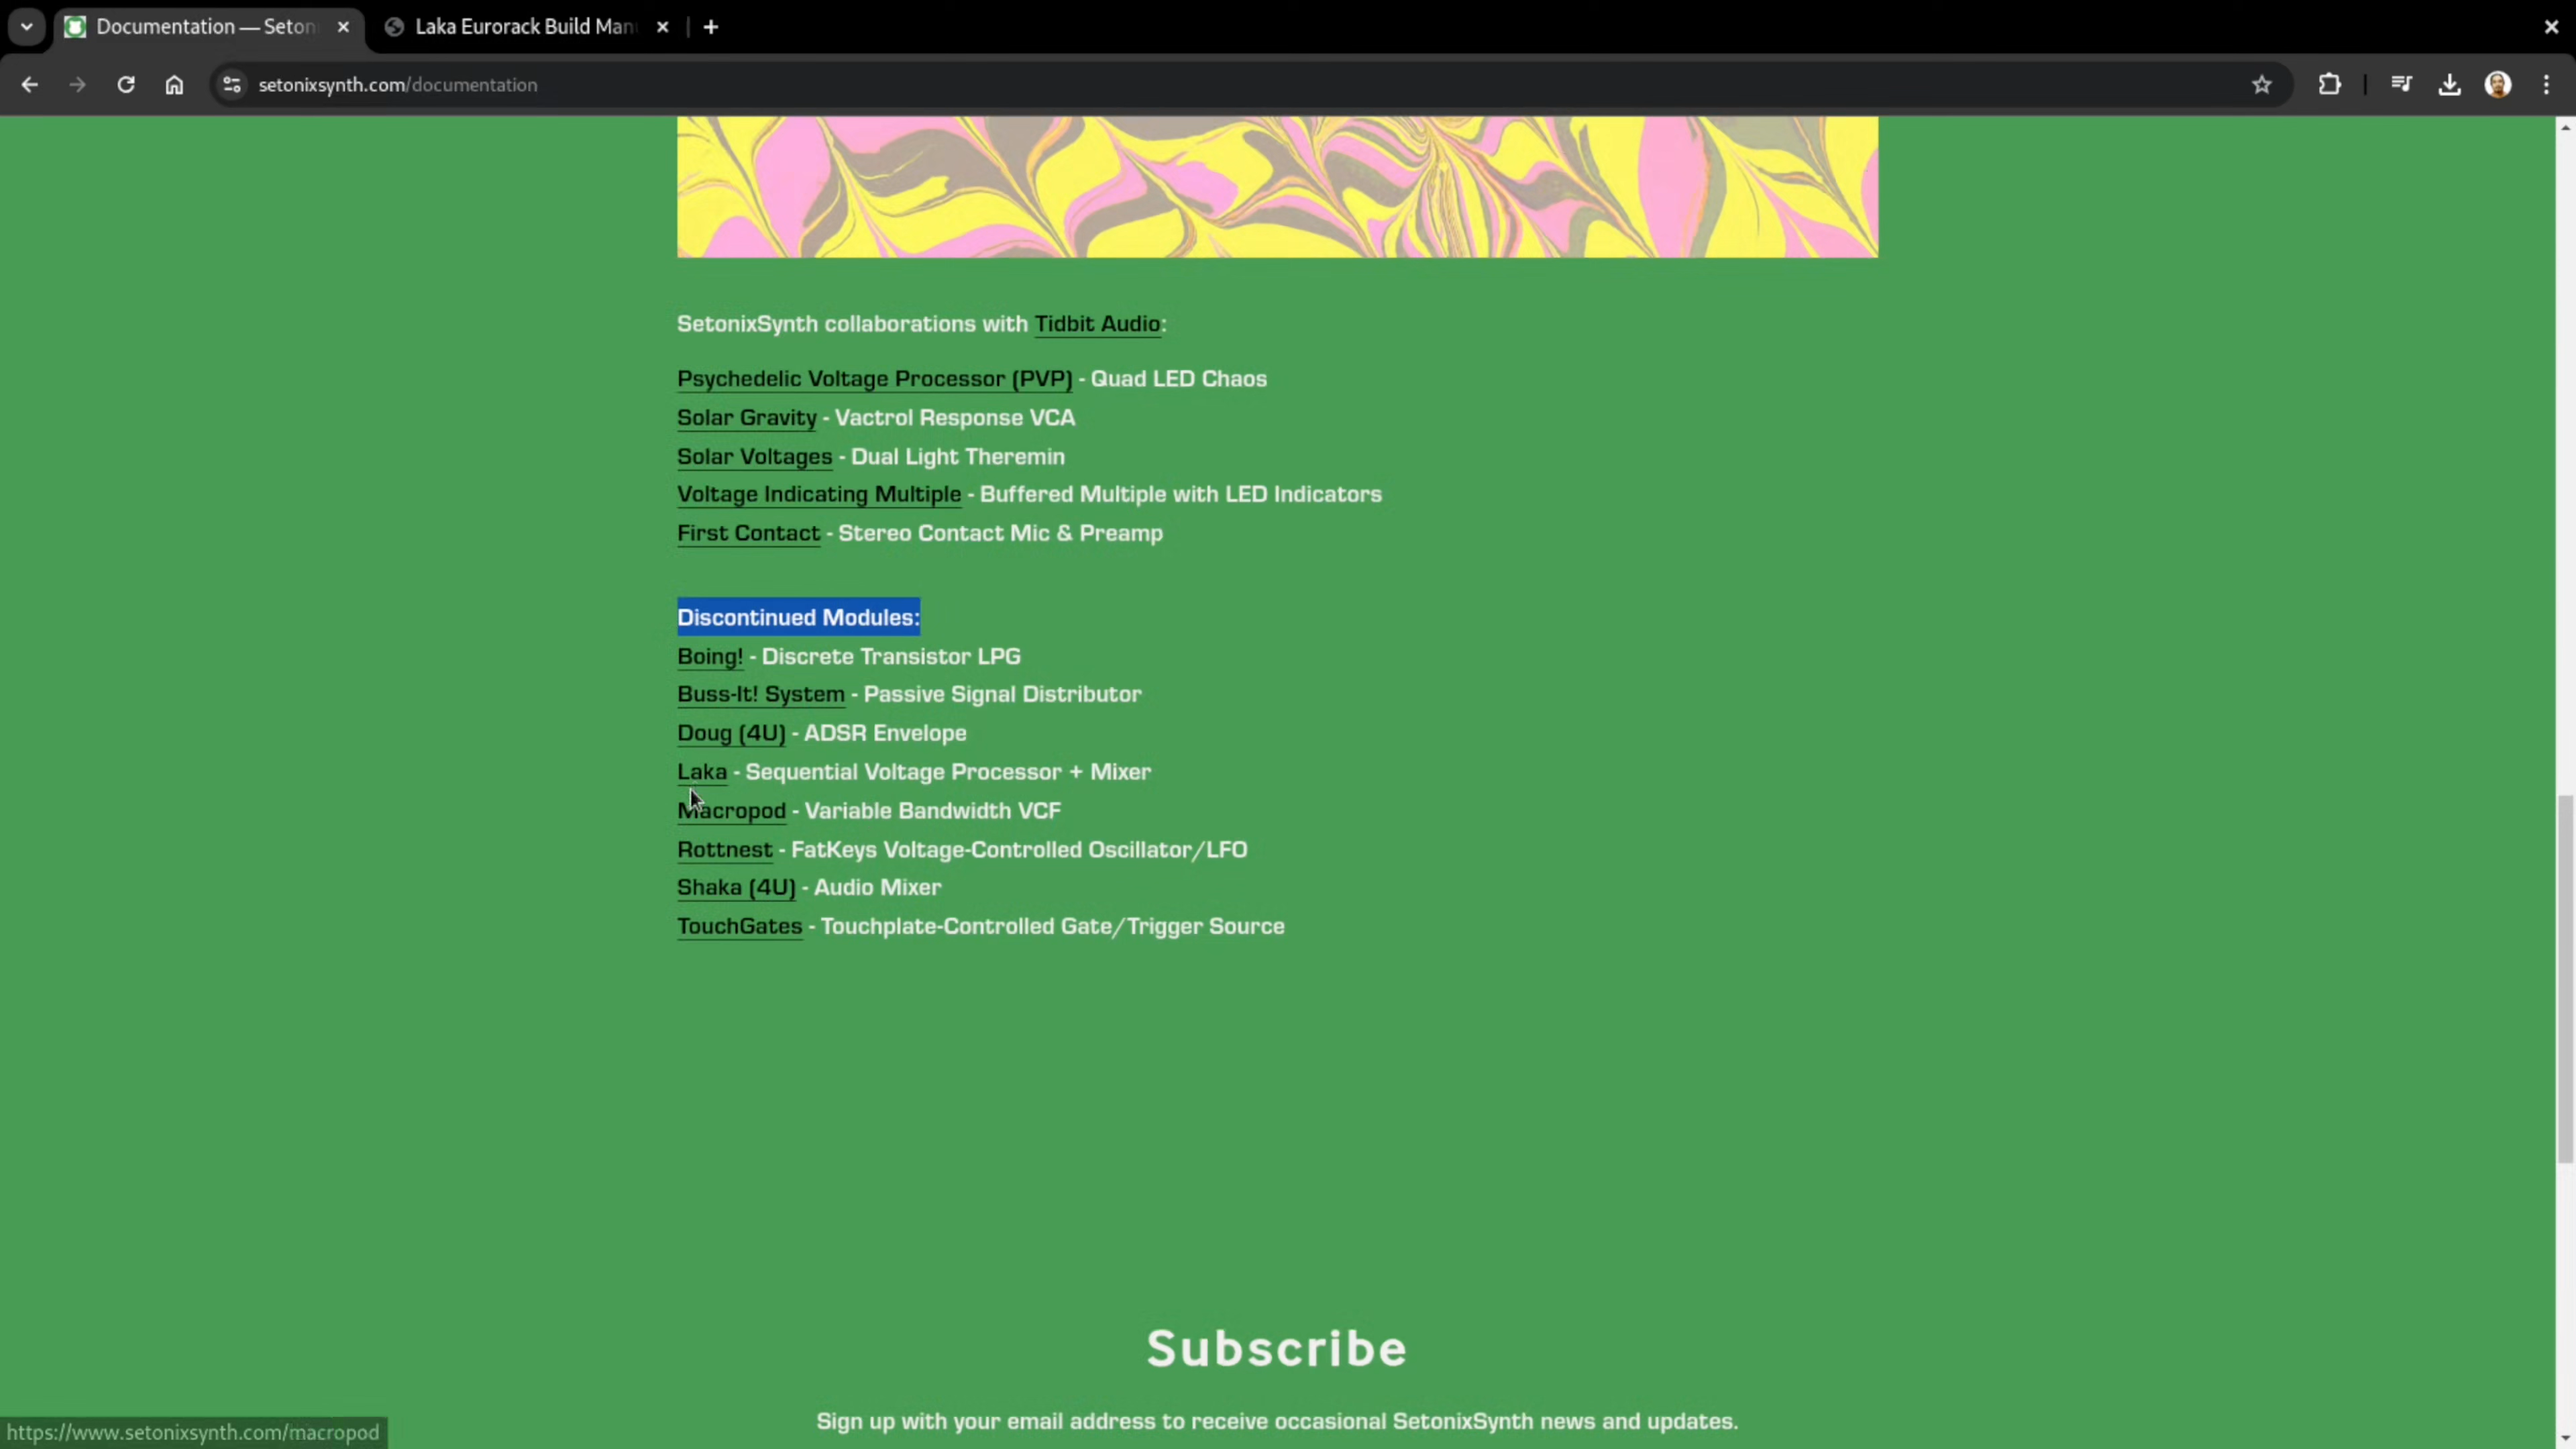 Documentation — Seton
Laka Eurorack Build Man
setonixsynth.com/documentation
SetonixSynth collaborations with Tidbit Audio:
Psychedelic Voltage Processor (PVP) - Quad LED Chaos
Solar Gravity - Vactrol Response VCA
Solar Voltages - Dual Light Theremin
Voltage Indicating Multiple - Buffered Multiple with LED Indicators
First Contact - Stereo Contact Mic & Preamp
Discontinued Modules:
Boing! - Discrete Transistor LPG
Buss-It! System - Passive Signal Distributor
Doug (4U) - ADSR Envelope
Laka - Sequential Voltage Processor + Mixer
Macropod - Variable Bandwidth VCF
Rottnest - FatKeys Voltage-Controlled Oscillator/LFO
Shaka (4U) - Audio Mixer
TouchGates - Touchplate-Controlled Gate/Trigger Source
Subscribe
Sign up with your email address to receive occasional SetonixSynth news and updates.
https://www.setonixsynth.com/macropod